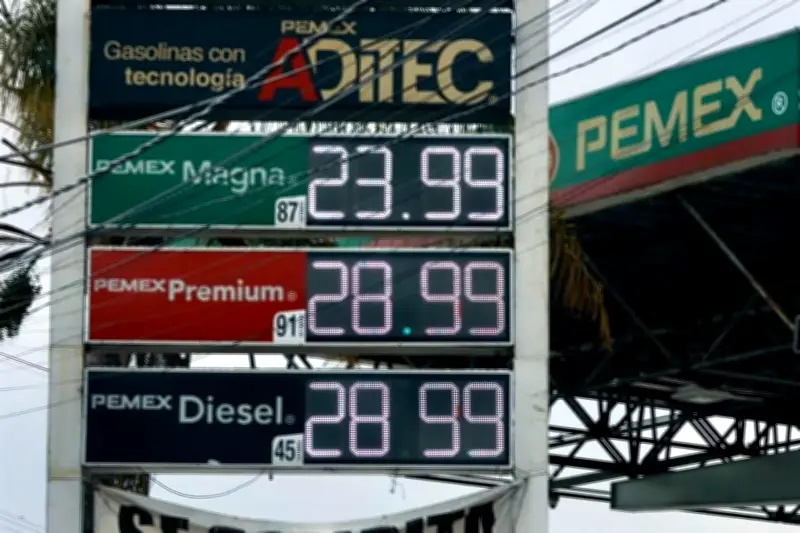 PEMEX
Gasolinas con
tecnología
ADITEC
PEMEX Magna 87 23.99
PEMEX Premium 91 28.99
PEMEX Diesel 45 28 99
PEMEX ®